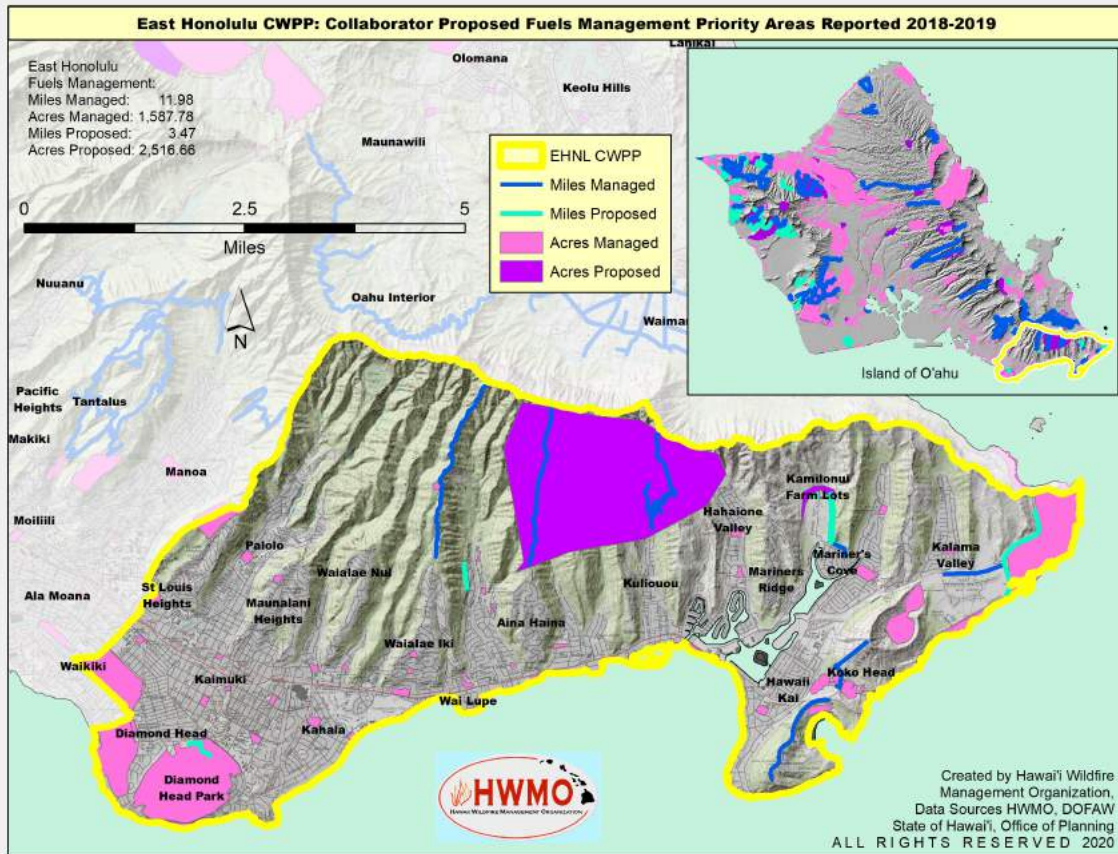 East Honolulu CWPP: Collaborator Proposed Fuels Management Priority Areas Reported 2018-2019
East Honolulu
Fuels Management:
Miles Managed: 11.98
Acres Managed: 1,587.78
Miles Proposed: 3.47
Acres Proposed: 2,516.66
0 2.5 5
Miles
N
EHNL CWPP
Miles Managed
Miles Proposed
Acres Managed
Acres Proposed
Island of O'ahu
Lanikai
Olomana
Keolu Hills
Maunawili
Nuuanu
Oahu Interior
Pacific
Heights
Tantalus
Makiki
Manoa
Moiliili
Ala Moana
Waikiki
Palolo
St Louis
Heights
Waialae Nui
Maunalani
Heights
Waialae Iki
Aina Haina
Kuliouou
Hahaione
Valley
Kamilonui
Farm Lots
Mariner's
Cove
Mariners
Ridge
Kalama
Valley
Kaimuki
Wai Lupe
Hawaii
Kai
Koko Head
Kahala
Diamond Head
Diamond
Head Park
HWMO
HAWAII WILDFIRE MANAGEMENT ORGANIZATION
Created by Hawai'i Wildfire
Management Organization,
Data Sources HWMO, DOFAW
State of Hawai'i, Office of Planning
ALL RIGHTS RESERVED 2020